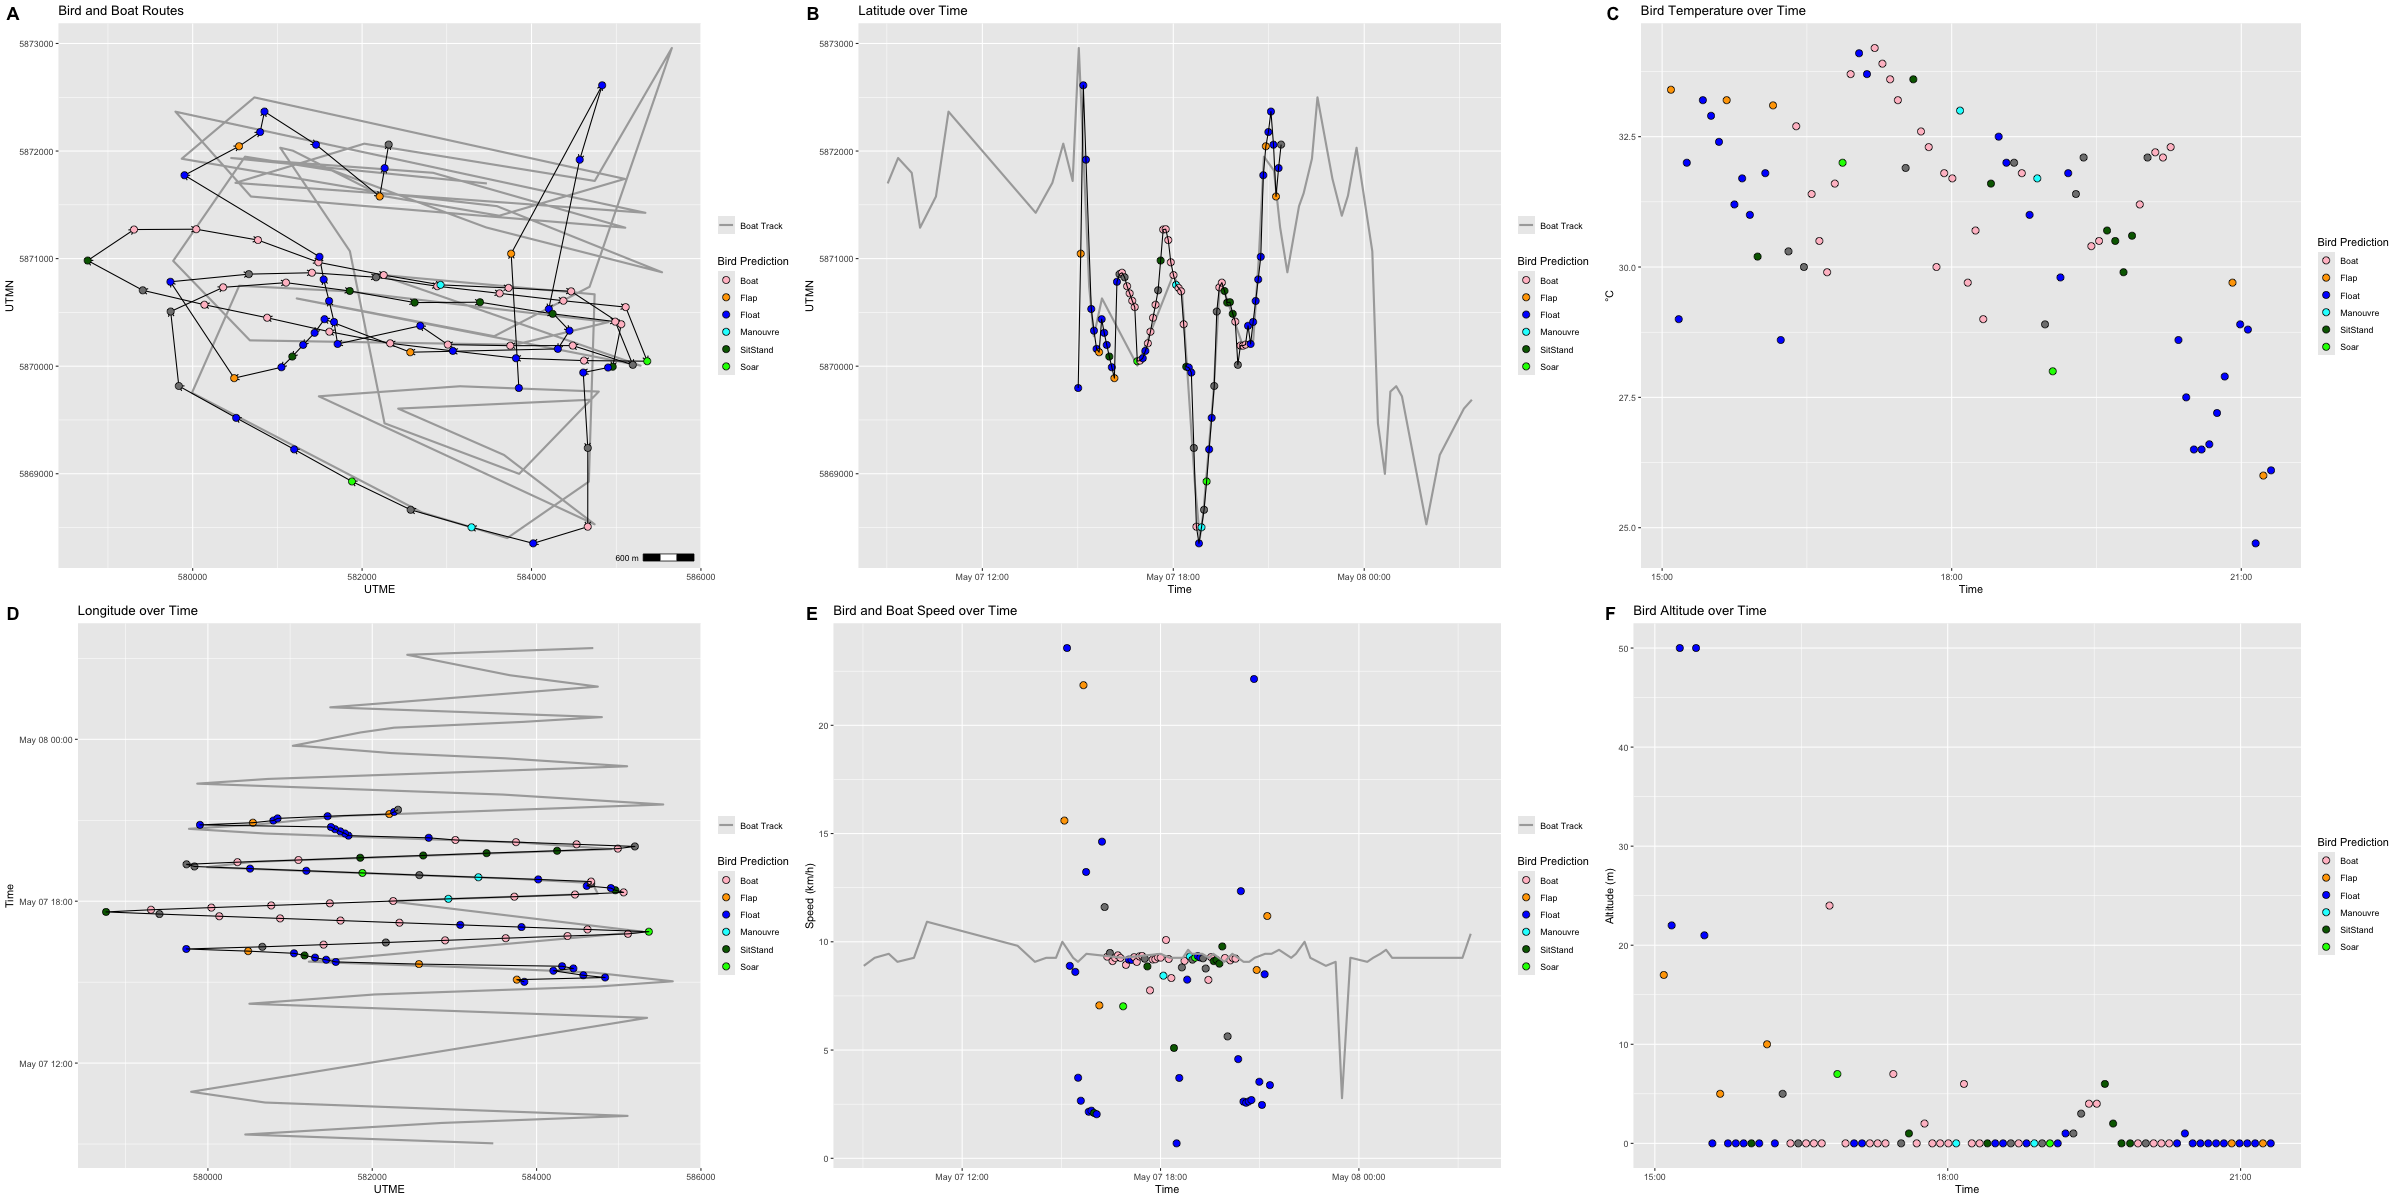 A Bird and Boat Routes
5873000
5872000
5871000
5870000
5869000
UTMN
580000 582000 584000 586000
UTME
600 m
Boat Track
Bird Prediction
Boat
Flap
Float
Manouvre
SitStand
Soar
B Latitude over Time
5873000
5872000
5871000
5870000
5869000
UTMN
May 07 12:00 May 07 18:00 May 08 00:00
Time
Boat Track
Bird Prediction
Boat
Flap
Float
Manouvre
SitStand
Soar
C Bird Temperature over Time
32.5
30.0
27.5
25.0
°C
15:00 18:00 21:00
Time
Bird Prediction
Boat
Flap
Float
Manouvre
SitStand
Soar
D Longitude over Time
May 08 00:00
May 07 18:00
May 07 12:00
Time
580000 582000 584000 586000
UTME
Boat Track
Bird Prediction
Boat
Flap
Float
Manouvre
SitStand
Soar
E Bird and Boat Speed over Time
20
15
10
5
0
Speed (km/h)
May 07 12:00 May 07 18:00 May 08 00:00
Time
Boat Track
Bird Prediction
Boat
Flap
Float
Manouvre
SitStand
Soar
F Bird Altitude over Time
50
40
30
20
10
0
Altitude (m)
15:00 18:00 21:00
Time
Bird Prediction
Boat
Flap
Float
Manouvre
SitStand
Soar